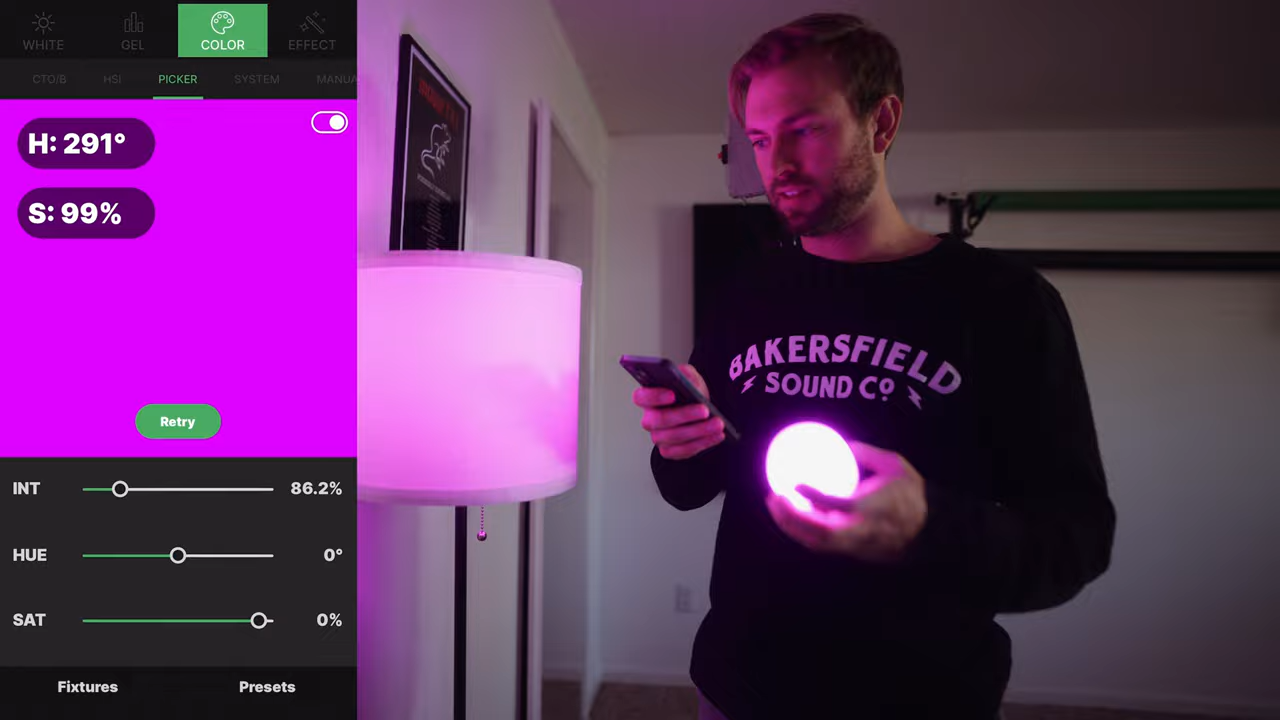 WHITE
GEL
COLOR
EFFECT
CTO/B
HSI
PICKER
SYSTEM
MANUA
H: 291°
S: 99%
Retry
INT
86.2%
HUE
0°
SAT
0%
Fixtures
Presets
BAKERSFIELD
SOUND CO.